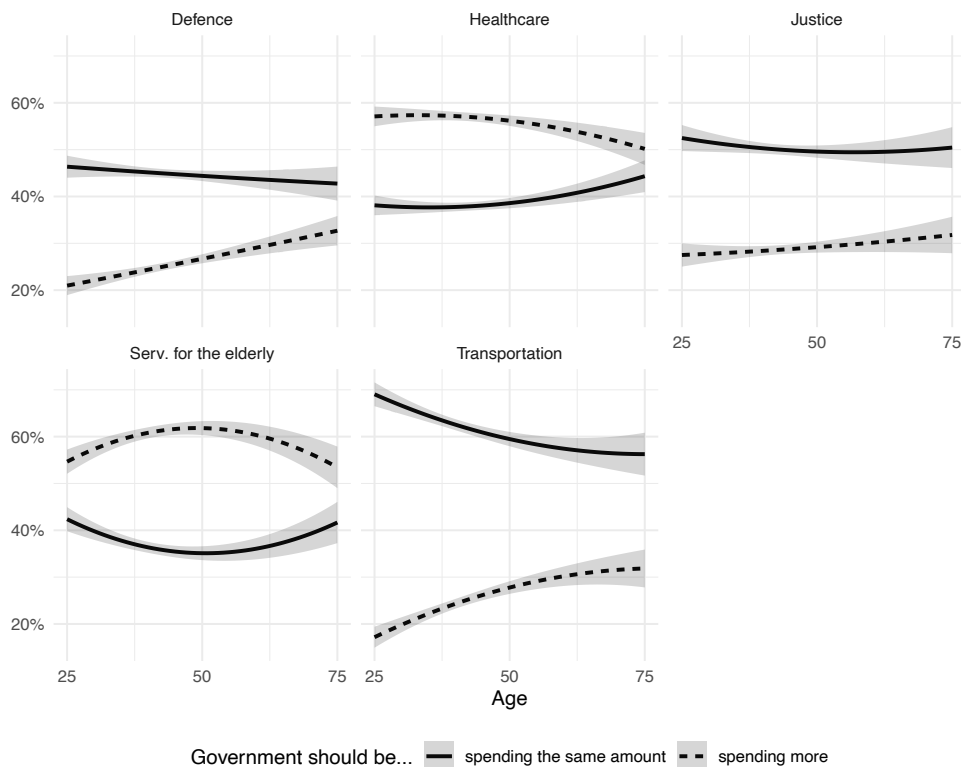 Defence
Healthcare
Justice
60%
40%
20%
25
50
75
Serv. for the elderly
Transportation
60%
40%
20%
25
50
75
25
50
75
Age
Government should be... spending the same amount spending more